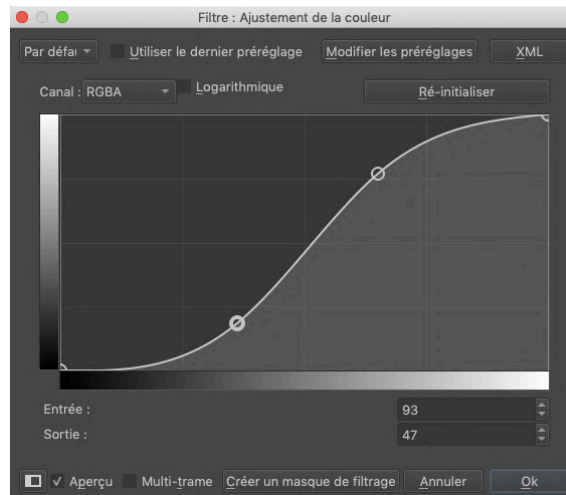 Filtre : Ajustement de la couleur
Par défau Utiliser le dernier préréglage Modifier les préréglages XML
Canal : RGBA Logarithmique Ré-initialiser
Entrée : 93
Sortie : 47
Aperçu Multi-trame Créer un masque de filtrage Annuler Ok